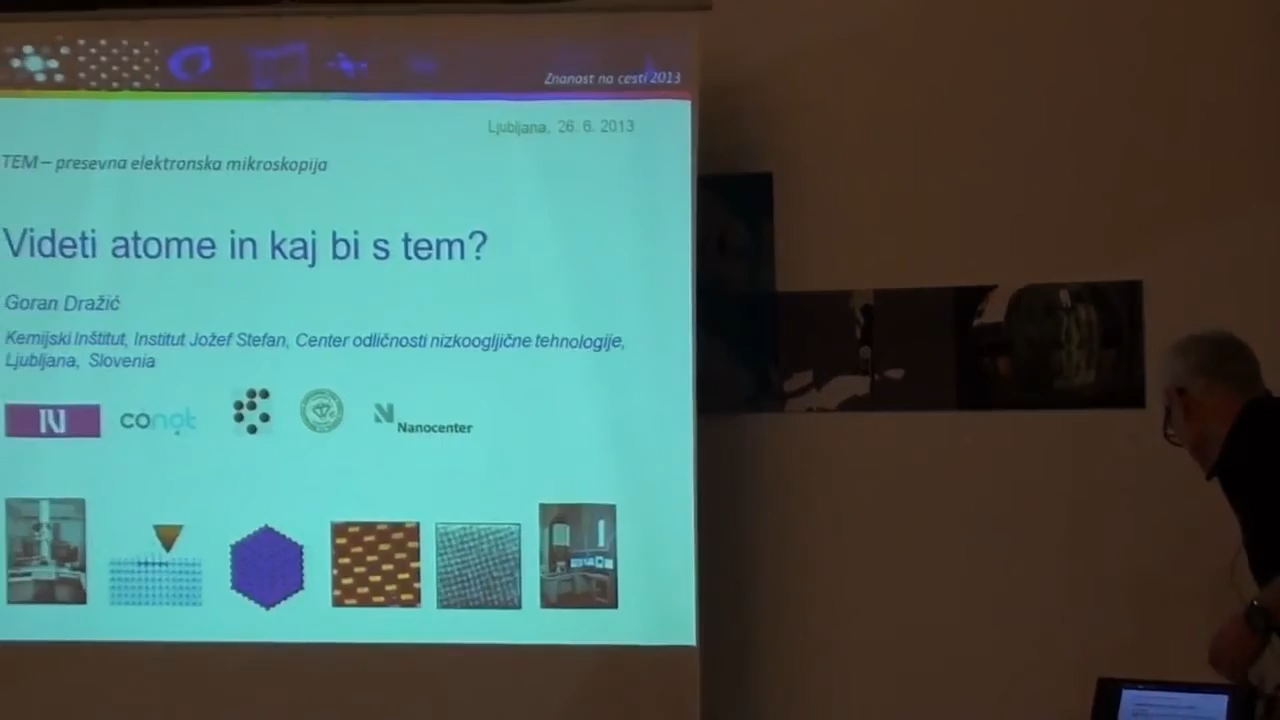 Znanost na cesti 2013
Ljubljana, 26. 6. 2013
TEM – presevna elektronska mikroskopija
Videti atome in kaj bi s tem?
Goran Dražić
Kemijski Inštitut, Institut Jožef Stefan, Center odličnosti nizkoogljične tehnologije,
Ljubljana, Slovenia
conot
Nanocenter